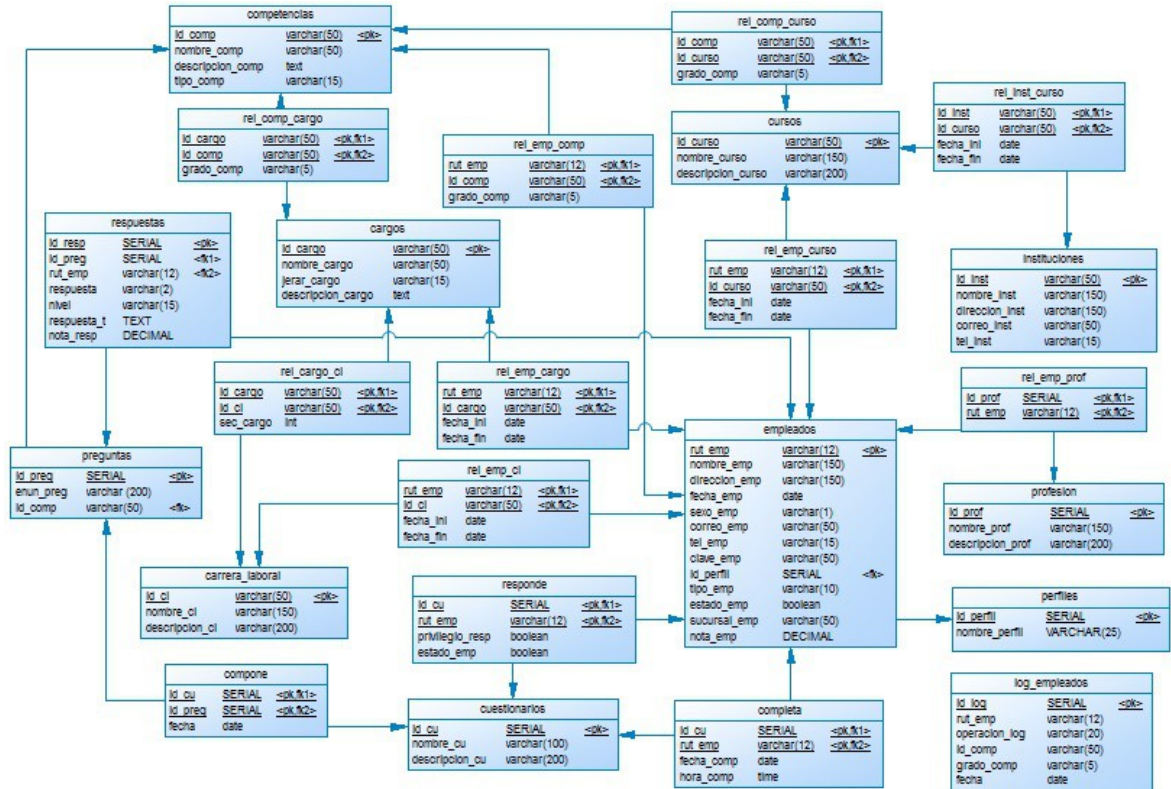 competencias
id_comp varchar(50) <pk>
nombre_comp varchar(50)
descripcion_comp text
tipo_comp varchar(15)
rel_comp_curso
id_comp varchar(50) <pk,fk1>
id_curso varchar(50) <pk,fk2>
grado_comp varchar(5)
rel_inst_curso
id_inst varchar(50) <pk,fk1>
id_curso varchar(50) <pk,fk2>
fecha_ini date
fecha_fin date
rel_comp_cargo
id_cargo varchar(50) <pk,fk1>
id_comp varchar(50) <pk,fk2>
grado_comp varchar(5)
rel_emp_comp
rut_emp varchar(12) <pk,fk1>
id_comp varchar(50) <pk,fk2>
grado_comp varchar(5)
cursos
id_curso varchar(50) <pk>
nombre_curso varchar(150)
descripcion_curso varchar(200)
respuestas
id_resp SERIAL <pk>
id_preg SERIAL <fk1>
rut_emp varchar(12) <fk2>
respuesta varchar(2)
nivel varchar(15)
respuesta_t TEXT
nota_resp DECIMAL
cargos
id_cargo varchar(50) <pk>
nombre_cargo varchar(50)
jerar_cargo varchar(15)
descripcion_cargo text
rel_emp_curso
rut_emp varchar(12) <pk,fk1>
id_curso varchar(50) <pk,fk2>
fecha_ini date
fecha_fin date
instituciones
id_inst varchar(50) <pk>
nombre_inst varchar(150)
direccion_inst varchar(150)
correo_inst varchar(50)
tel_inst varchar(15)
rel_cargo_cl
id_cargo varchar(50) <pk,fk1>
id_cl varchar(50) <pk,fk2>
sec_cargo int
rel_emp_cargo
rut_emp varchar(12) <pk,fk1>
id_cargo varchar(50) <pk,fk2>
fecha_ini date
fecha_fin date
rel_emp_prof
id_prof SERIAL <pk,fk1>
rut_emp varchar(12) <pk,fk2>
preguntas
id_preg SERIAL <pk>
enun_preg varchar (200)
id_comp varchar(50) <fk>
rel_emp_cl
rut_emp varchar(12) <pk,fk1>
id_cl varchar(50) <pk,fk2>
fecha_ini date
fecha_fin date
empleados
rut_emp varchar(12) <pk>
nombre_emp varchar(150)
direccion_emp varchar(150)
fecha_emp date
sexo_emp varchar(1)
correo_emp varchar(50)
tel_emp varchar(15)
clave_emp varchar(50)
id_perfil SERIAL <fk>
tipo_emp varchar(10)
estado_emp boolean
sucursal_emp varchar(50)
nota_emp DECIMAL
profesion
id_prof SERIAL <pk>
nombre_prof varchar(150)
descripcion_prof varchar(200)
carrera_laboral
id_cl varchar(50) <pk>
nombre_cl varchar(150)
descripcion_cl varchar(200)
responde
id_cu SERIAL <pk,fk1>
rut_emp varchar(12) <pk,fk2>
privilegio_resp boolean
estado_emp boolean
perfiles
id_perfil SERIAL <pk>
nombre_perfil VARCHAR(25)
compone
id_cu SERIAL <pk,fk1>
id_preg SERIAL <pk,fk2>
fecha date
cuestionarios
id_cu SERIAL <pk>
nombre_cu varchar(100)
descripcion_cu varchar(200)
completa
id_cu SERIAL <pk,fk1>
rut_emp varchar(12) <pk,fk2>
fecha_comp date
hora_comp time
log_empleados
id_log SERIAL <pk>
rut_emp varchar(12)
operacion_log varchar(20)
id_comp varchar(50)
grado_comp varchar(5)
fecha date